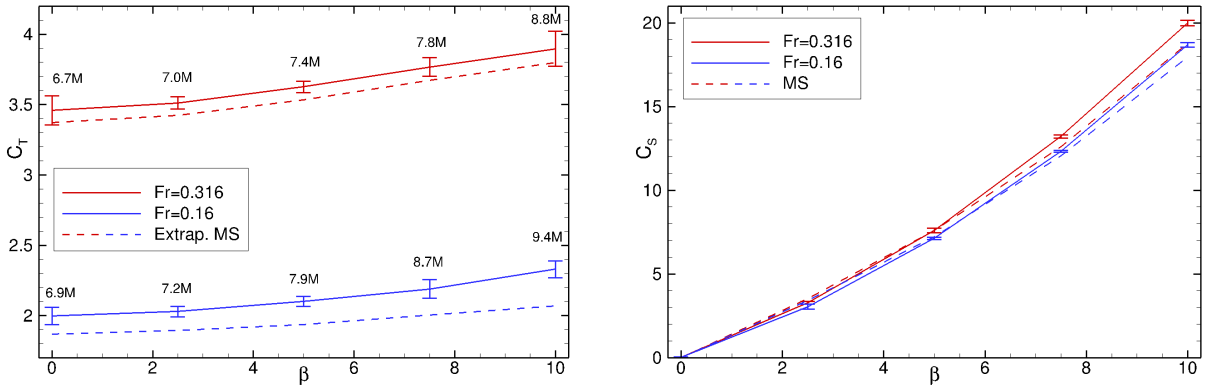 4
3.5
3
2.5
2
C_T
8.8M
7.8M
7.4M
7.0M
6.7M
Fr=0.316
Fr=0.16
Extrap. MS
9.4M
8.7M
7.9M
7.2M
6.9M
0 2 4 6 8 10
β
20
15
10
5
0
C_S
Fr=0.316
Fr=0.16
MS
0 2 4 6 8 10
β